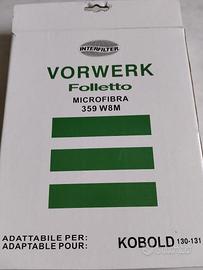 INTERFILTER
VORWERK
Folletto
MICROFIBRA
359 W8M
ADATTABILE PER:
ADAPTABLE POUR:
KOBOLD 130-131